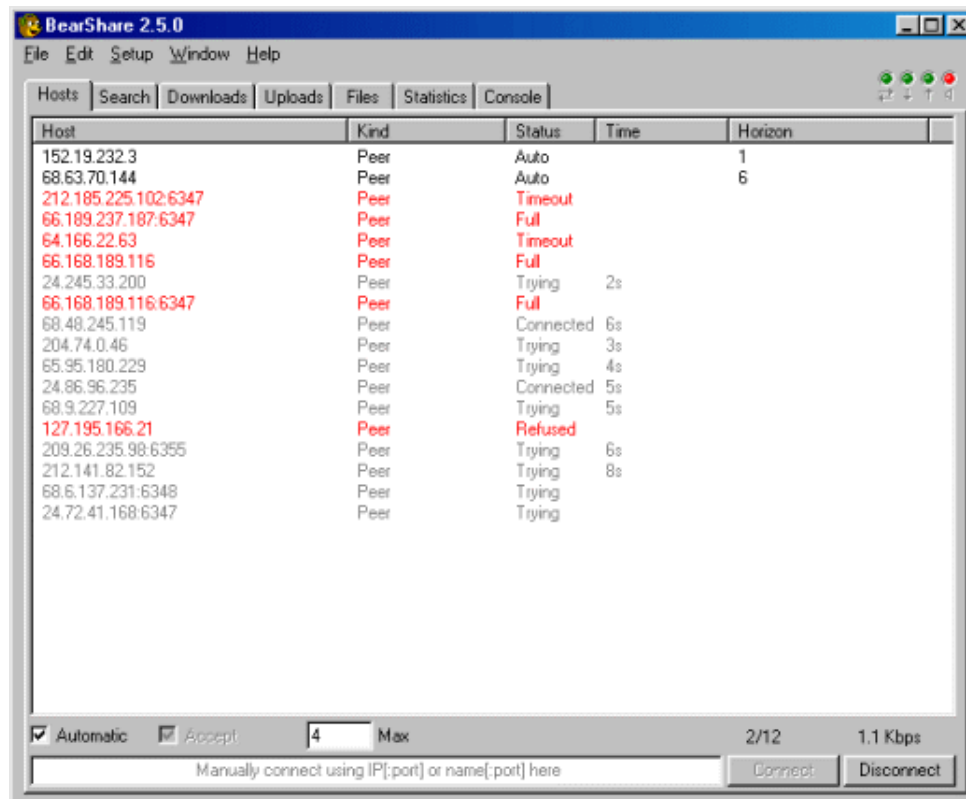 BearShare 2.5.0
File Edit Setup Window Help
Hosts Search Downloads Uploads Files Statistics Console
Host Kind Status Time Horizon
152.19.232.3 Peer Auto 1
68.63.70.144 Peer Auto 6
212.185.225.102:6347 Peer Timeout
66.189.237.187:6347 Peer Full
64.166.22.63 Peer Timeout
66.168.189.116 Peer Full
24.245.33.200 Peer Trying 2s
66.168.189.116:6347 Peer Full
68.48.245.119 Peer Connected 6s
204.74.0.46 Peer Trying 3s
65.95.180.229 Peer Trying 4s
24.86.96.235 Peer Connected 5s
68.9.227.109 Peer Trying 5s
127.195.166.21 Peer Refused
209.26.235.98:6355 Peer Trying 6s
212.141.82.152 Peer Trying 8s
68.6.137.231:6348 Peer Trying
24.72.41.168:6347 Peer Trying
Automatic Accept 4 Max 2/12 1.1 Kbps
Manually connect using IP[:port] or name[:port] here Connect Disconnect